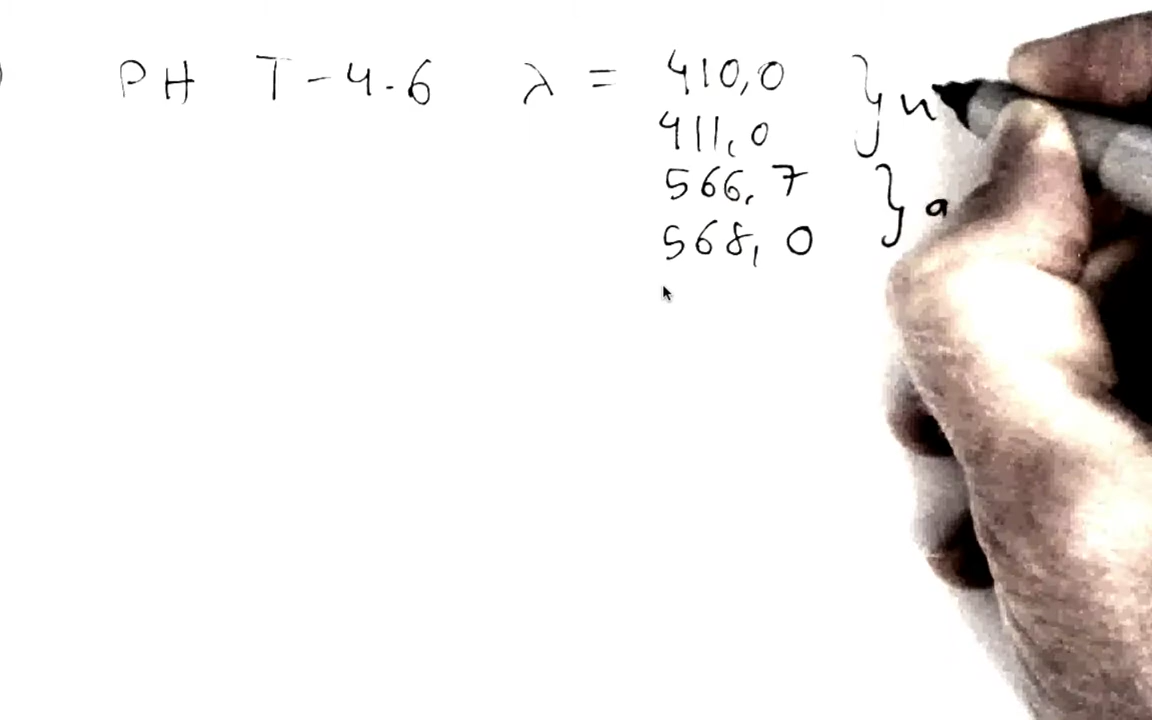 ) PH T-4.6 λ = 410,0 } u
411,0
566,7 } a
568,0